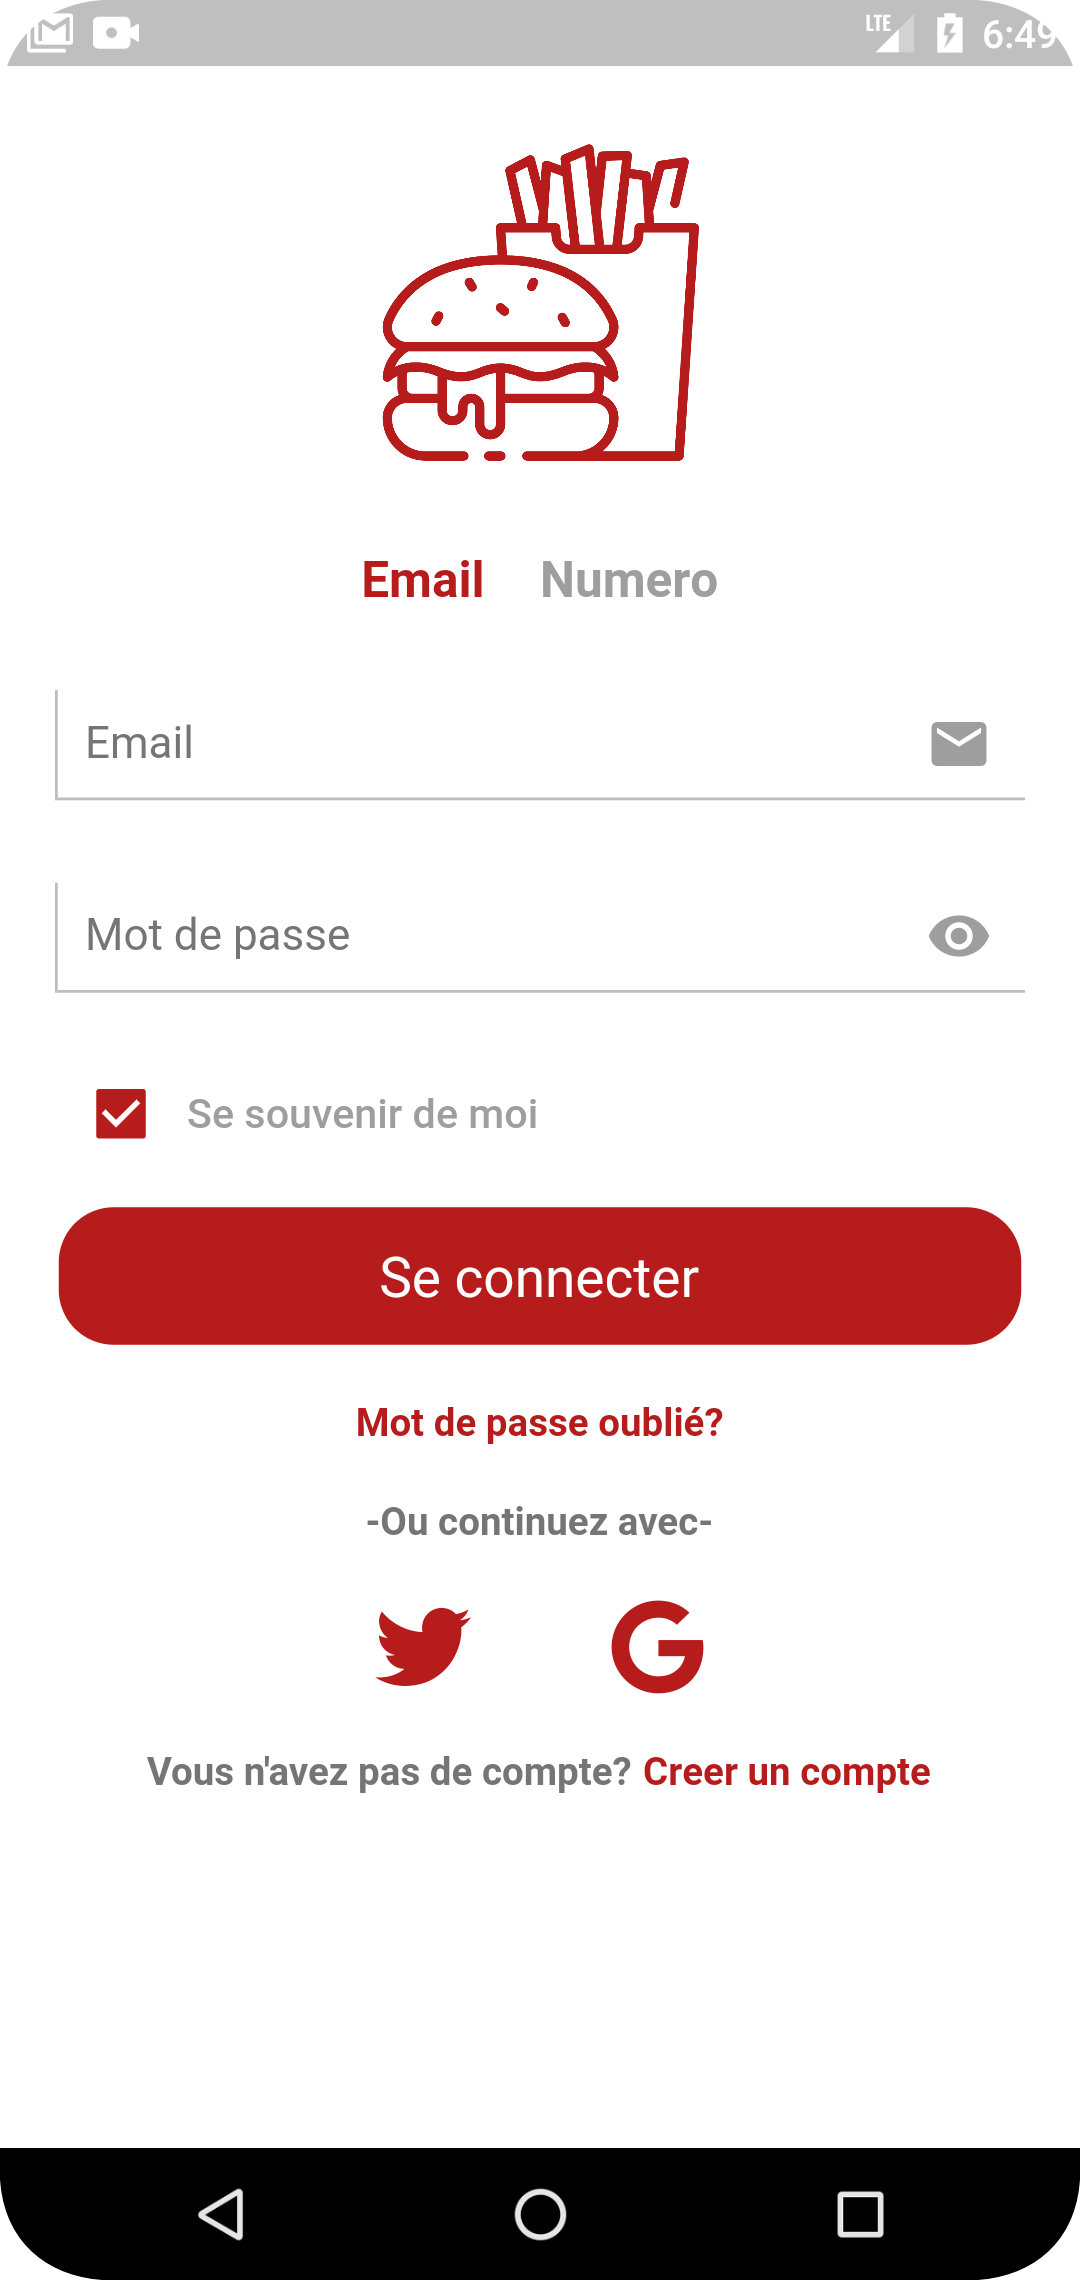 LTE 6:49
Email Numero
Email
Mot de passe
Se souvenir de moi
Se connecter
Mot de passe oublié?
-Ou continuez avec-
Vous n'avez pas de compte? Creer un compte